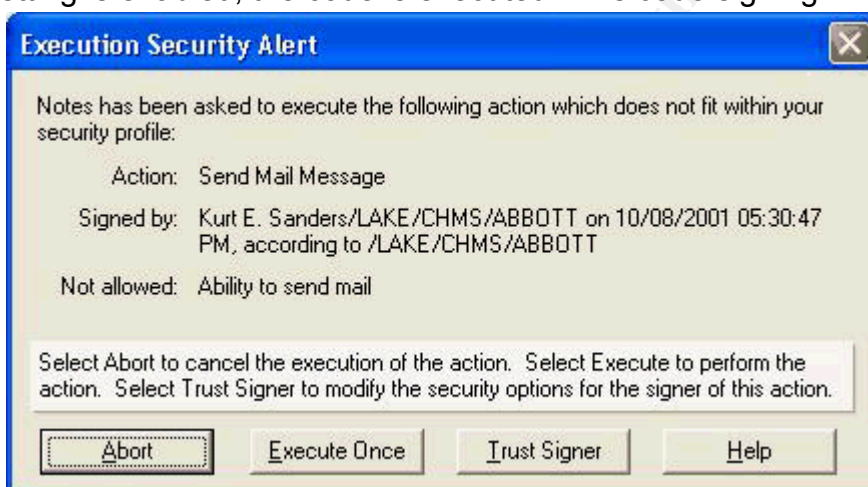 Execution Security Alert
Notes has been asked to execute the following action which does not fit within your
security profile:
Action: Send Mail Message
Signed by: Kurt E. Sanders/LAKE/CHMS/ABBOTT on 10/08/2001 05:30:47
PM, according to /LAKE/CHMS/ABBOTT
Not allowed: Ability to send mail
Select Abort to cancel the execution of the action. Select Execute to perform the
action. Select Trust Signer to modify the security options for the signer of this action.
Abort Execute Once Trust Signer Help